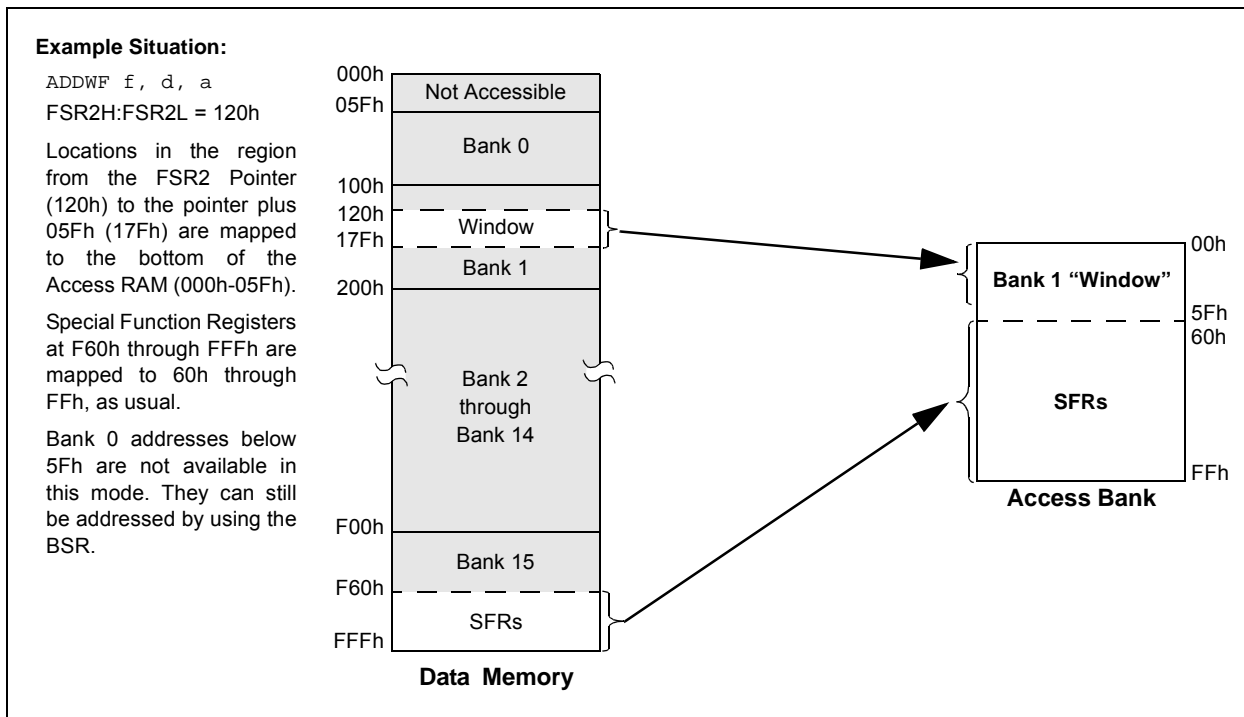 Example Situation:
ADDWF f, d, a
FSR2H:FSR2L = 120h
Locations in the region
from the FSR2 Pointer
(120h) to the pointer plus
05Fh (17Fh) are mapped
to the bottom of the
Access RAM (000h-05Fh).
Special Function Registers
at F60h through FFFh are
mapped to 60h through
FFh, as usual.
Bank 0 addresses below
5Fh are not available in
this mode. They can still
be addressed by using the
BSR.
000h
Not Accessible
05Fh
Bank 0
100h
120h
Window
17Fh
Bank 1
200h
Bank 2
through
Bank 14
F00h
Bank 15
F60h
SFRs
FFFh
Data Memory
00h
Bank 1 “Window”
5Fh
60h
SFRs
FFh
Access Bank